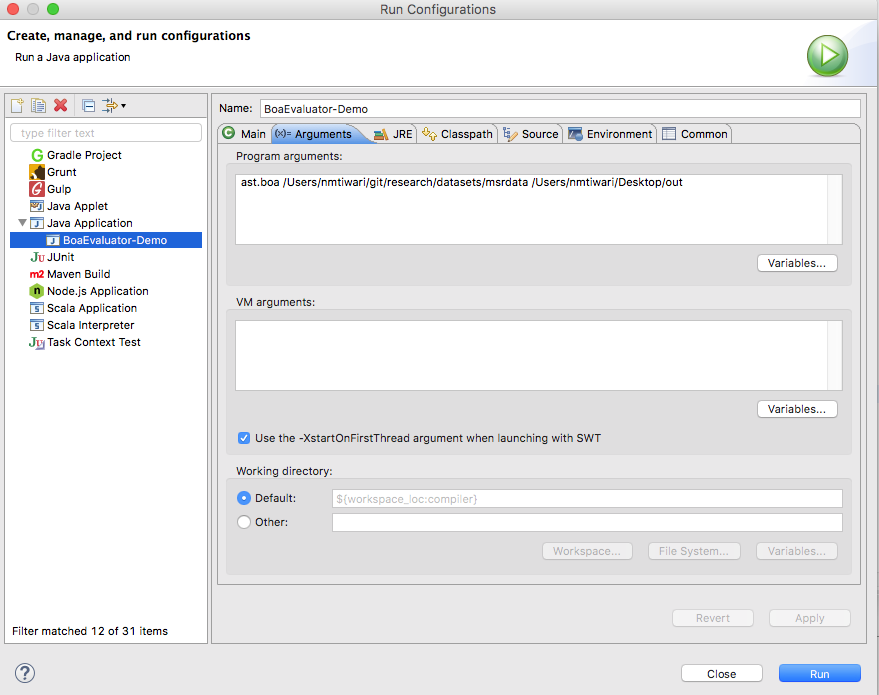 Run Configurations
Create, manage, and run configurations
Run a Java application
type filter text
Gradle Project
Grunt
Gulp
Java Applet
Java Application
BoaEvaluator-Demo
JUnit
Maven Build
Node.js Application
Scala Application
Scala Interpreter
Task Context Test
Filter matched 12 of 31 items
Name: BoaEvaluator-Demo
Main (x)= Arguments JRE Classpath Source Environment Common
Program arguments:
ast.boa /Users/nmtiwari/git/research/datasets/msrdata /Users/nmtiwari/Desktop/out
Variables...
VM arguments:
Variables...
Use the -XstartOnFirstThread argument when launching with SWT
Working directory:
Default: ${workspace_loc:compiler}
Other:
Workspace... File System... Variables...
Revert Apply
? Close Run